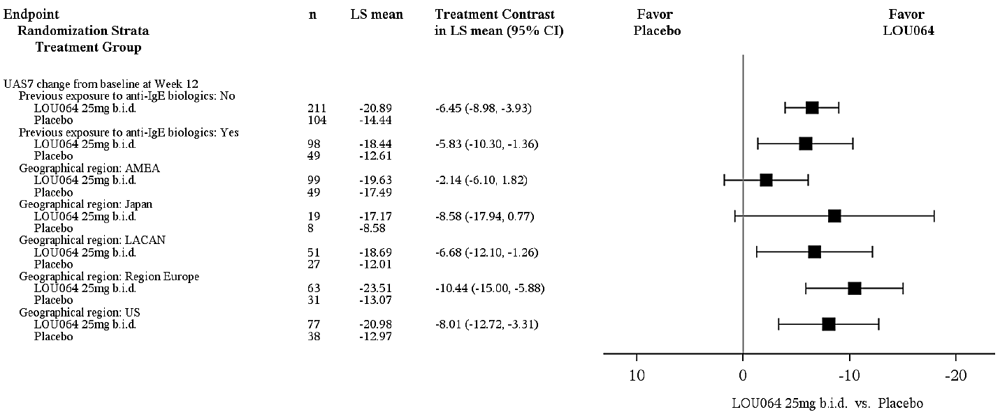 Endpoint n LS mean Treatment Contrast Favor Favor
Randomization Strata in LS mean (95% CI) Placebo LOU064
Treatment Group
UAS7 change from baseline at Week 12
Previous exposure to anti-IgE biologics: No
LOU064 25mg b.i.d. 211 -20.89 -6.45 (-8.98, -3.93)
Placebo 104 -14.44
Previous exposure to anti-IgE biologics: Yes
LOU064 25mg b.i.d. 98 -18.44 -5.83 (-10.30, -1.36)
Placebo 49 -12.61
Geographical region: AMEA
LOU064 25mg b.i.d. 99 -19.63 -2.14 (-6.10, 1.82)
Placebo 49 -17.49
Geographical region: Japan
LOU064 25mg b.i.d. 19 -17.17 -8.58 (-17.94, 0.77)
Placebo 8 -8.58
Geographical region: LACAN
LOU064 25mg b.i.d. 51 -18.69 -6.68 (-12.10, -1.26)
Placebo 27 -12.01
Geographical region: Region Europe
LOU064 25mg b.i.d. 63 -23.51 -10.44 (-15.00, -5.88)
Placebo 31 -13.07
Geographical region: US
LOU064 25mg b.i.d. 77 -20.98 -8.01 (-12.72, -3.31)
Placebo 38 -12.97
10 0 -10 -20
LOU064 25mg b.i.d. vs. Placebo